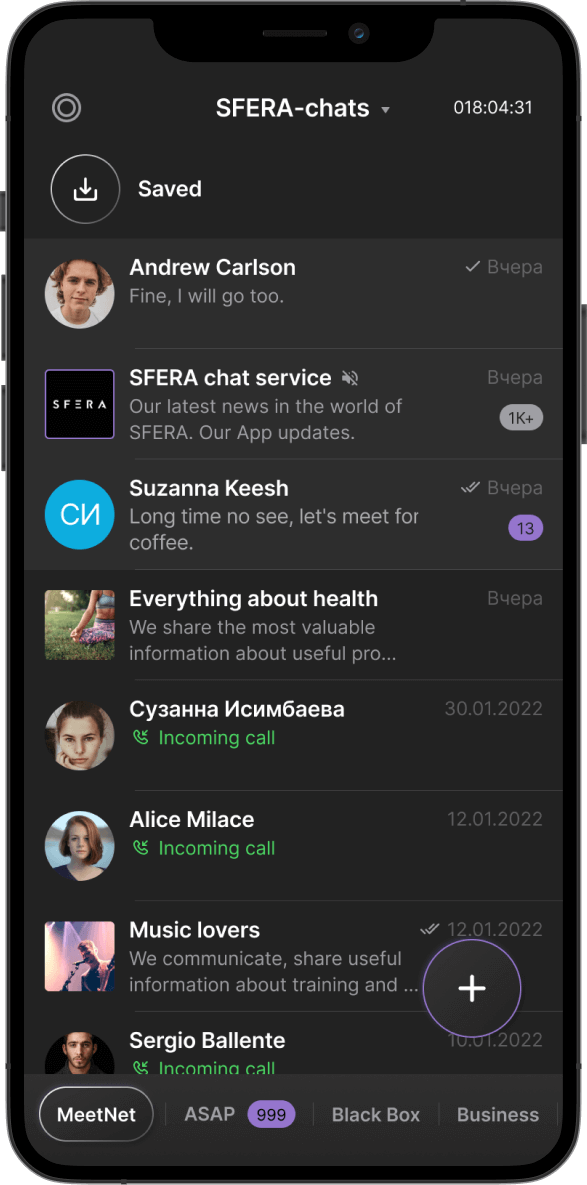 SFERA-chats
018:04:31
Saved
Andrew Carlson
Вчера
Fine, I will go too.
SFERA
SFERA chat service
Вчера
Our latest news in the world of
1K+
SFERA. Our App updates.
СИ
Suzanna Keesh
Вчера
Long time no see, let's meet for
13
coffee.
Everything about health
Вчера
We share the most valuable
information about useful pro...
Сузанна Исимбаева
30.01.2022
Incoming call
Alice Milace
12.01.2022
Incoming call
Music lovers
12.01.2022
We communicate, share useful
information about training and ...
Sergio Ballente
10.01.2022
Incoming call
MeetNet
ASAP
999
Black Box
Business